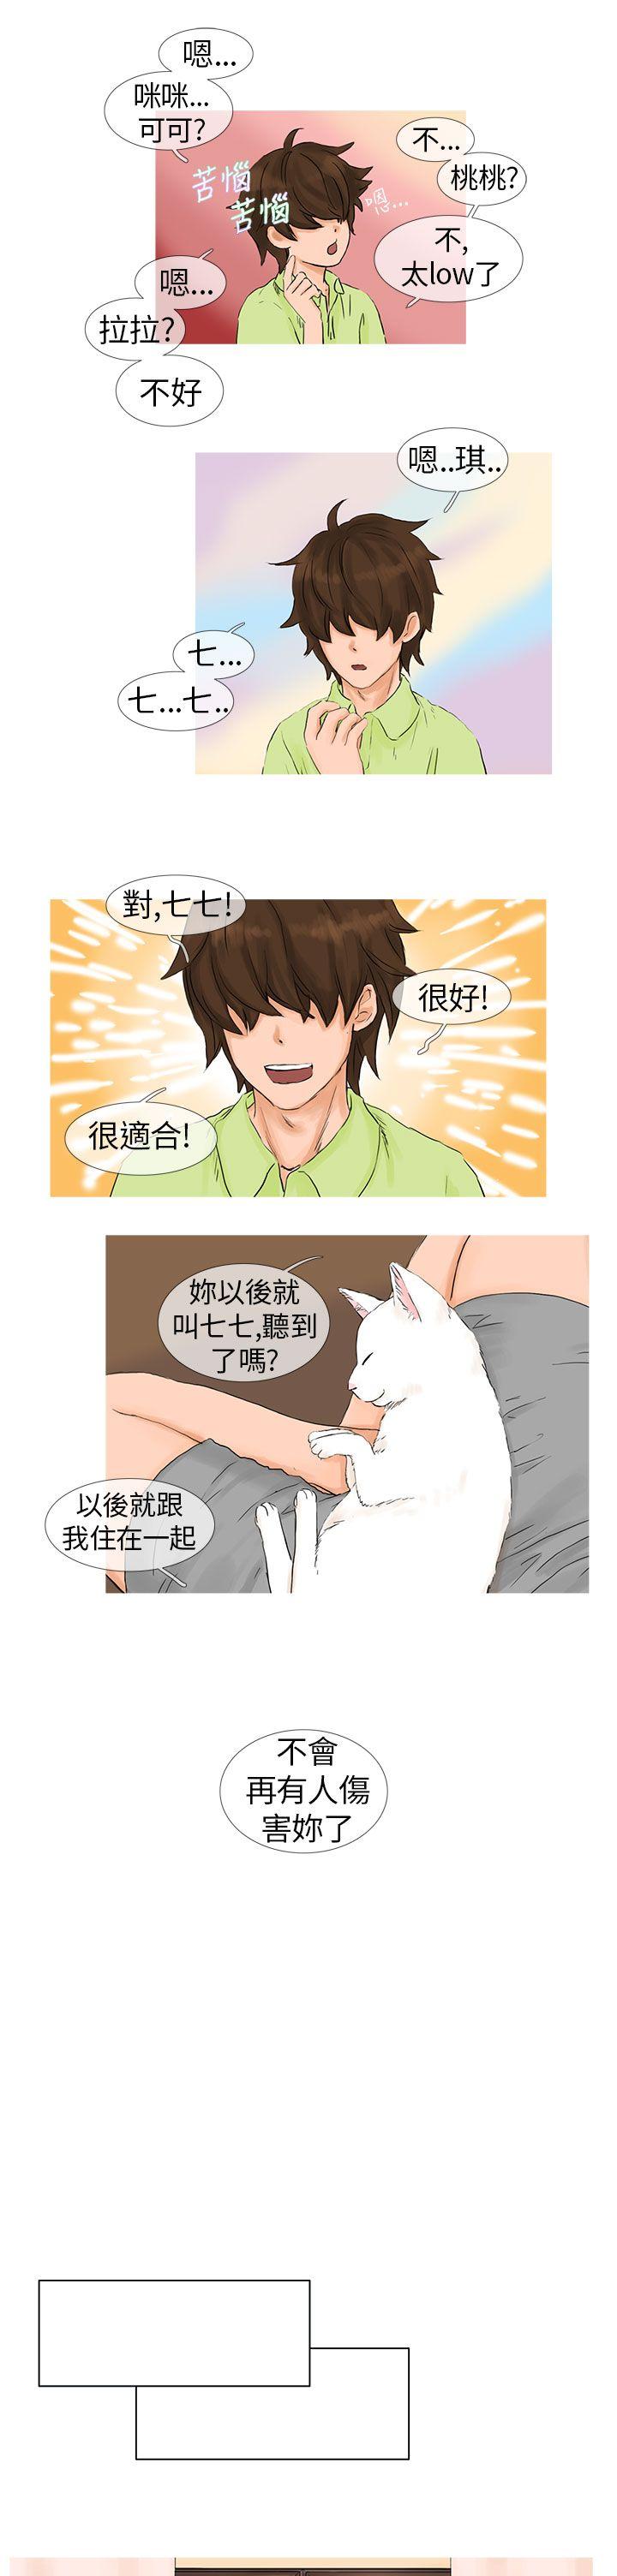 嗯...
咪咪...
可可?
苦惱
苦惱
嗯...
不...
桃桃?
不,
太low了
嗯...
拉拉?
不好
嗯..琪..
七...
七...七..
對,七七!
很好!
很適合!
妳以後就
叫七七,聽到
了嗎?
以後就跟
我住在一起
不會
再有人傷
害妳了